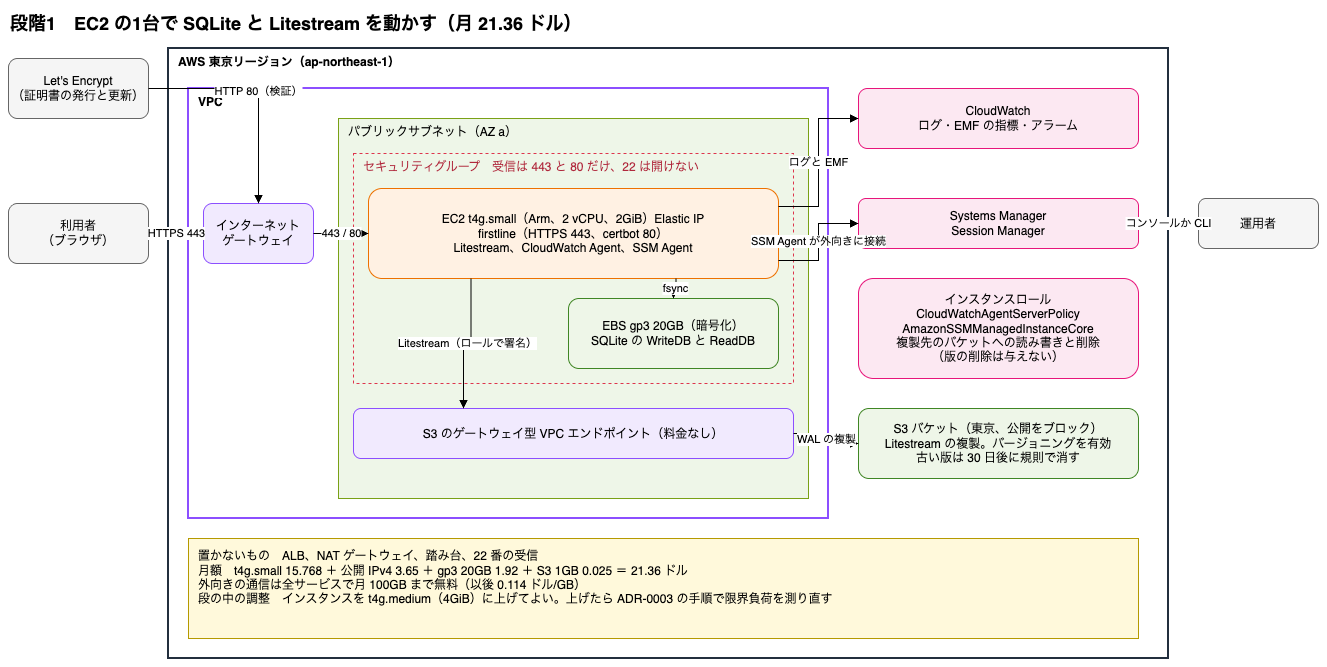 段階1　EC2 の1台で SQLite と Litestream を動かす（月 21.36 ドル）
AWS 東京リージョン（ap-northeast-1）
Let's Encrypt
（証明書の発行と更新）
HTTP 80（検証）
VPC
パブリックサブネット（AZ a）
セキュリティグループ　受信は 443 と 80 だけ、22 は開けない
CloudWatch
ログ・EMF の指標・アラーム
ログと EMF
利用者
（ブラウザ）
HTTPS 443
インターネット
ゲートウェイ
443 / 80
EC2 t4g.small（Arm、2 vCPU、2GiB）Elastic IP
firstline（HTTPS 443、certbot 80）
Litestream、CloudWatch Agent、SSM Agent
SSM Agent が外向きに接続
Systems Manager
Session Manager
コンソールか CLI
運用者
fsync
EBS gp3 20GB（暗号化）
SQLite の WriteDB と ReadDB
Litestream（ロールで署名）
インスタンスロール
CloudWatchAgentServerPolicy
AmazonSSMManagedInstanceCore
複製先のバケットへの読み書きと削除
（版の削除は与えない）
S3 のゲートウェイ型 VPC エンドポイント（料金なし）
WAL の複製
S3 バケット（東京、公開をブロック）
Litestream の複製。バージョニングを有効
古い版は 30 日後に規則で消す
置かないもの　ALB、NAT ゲートウェイ、踏み台、22 番の受信
月額　t4g.small 15.768 ＋ 公開 IPv4 3.65 ＋ gp3 20GB 1.92 ＋ S3 1GB 0.025 ＝ 21.36 ドル
外向きの通信は全サービスで月 100GB まで無料（以後 0.114 ドル/GB）
段の中の調整　インスタンスを t4g.medium（4GiB）に上げてよい。上げたら ADR-0003 の手順で限界負荷を測り直す